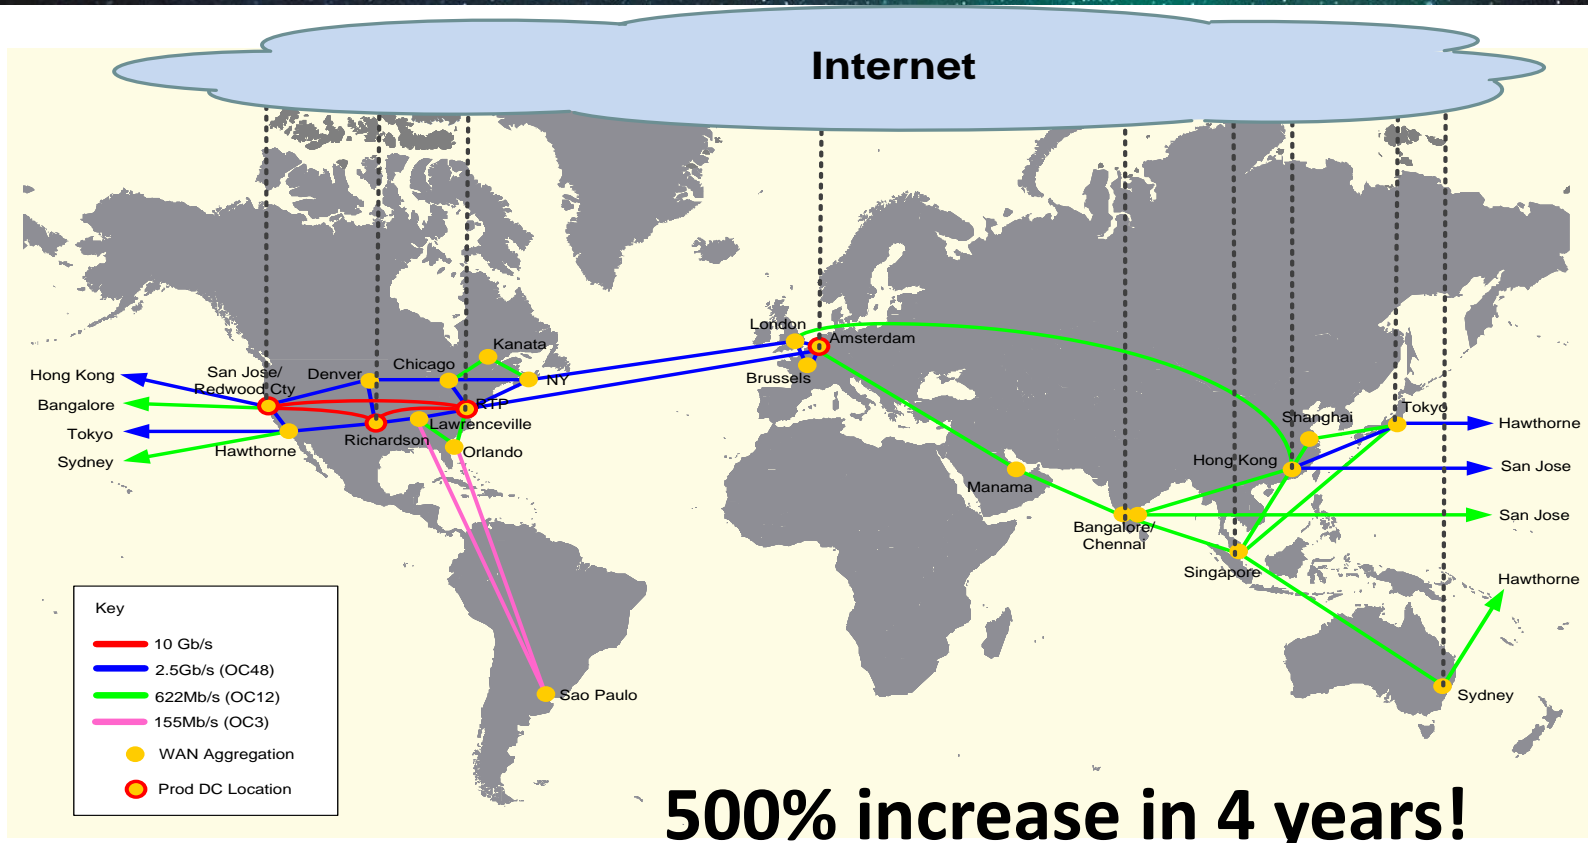 Internet
London
Amsterdam
Brussels
Kanata
Chicago
NY
Denver
San Jose/
Redwood Cty
RTP
Lawrenceville
Richardson
Orlando
Hawthorne
Hong Kong
Bangalore
Tokyo
Sydney
Tokyo
Shanghai
Hong Kong
Hawthorne
San Jose
San Jose
Manama
Bangalore/
Chennai
Singapore
Hawthorne
Sydney
Sao Paulo
Key
10 Gb/s
2.5Gb/s (OC48)
622Mb/s (OC12)
155Mb/s (OC3)
WAN Aggregation
Prod DC Location
500% increase in 4 years!